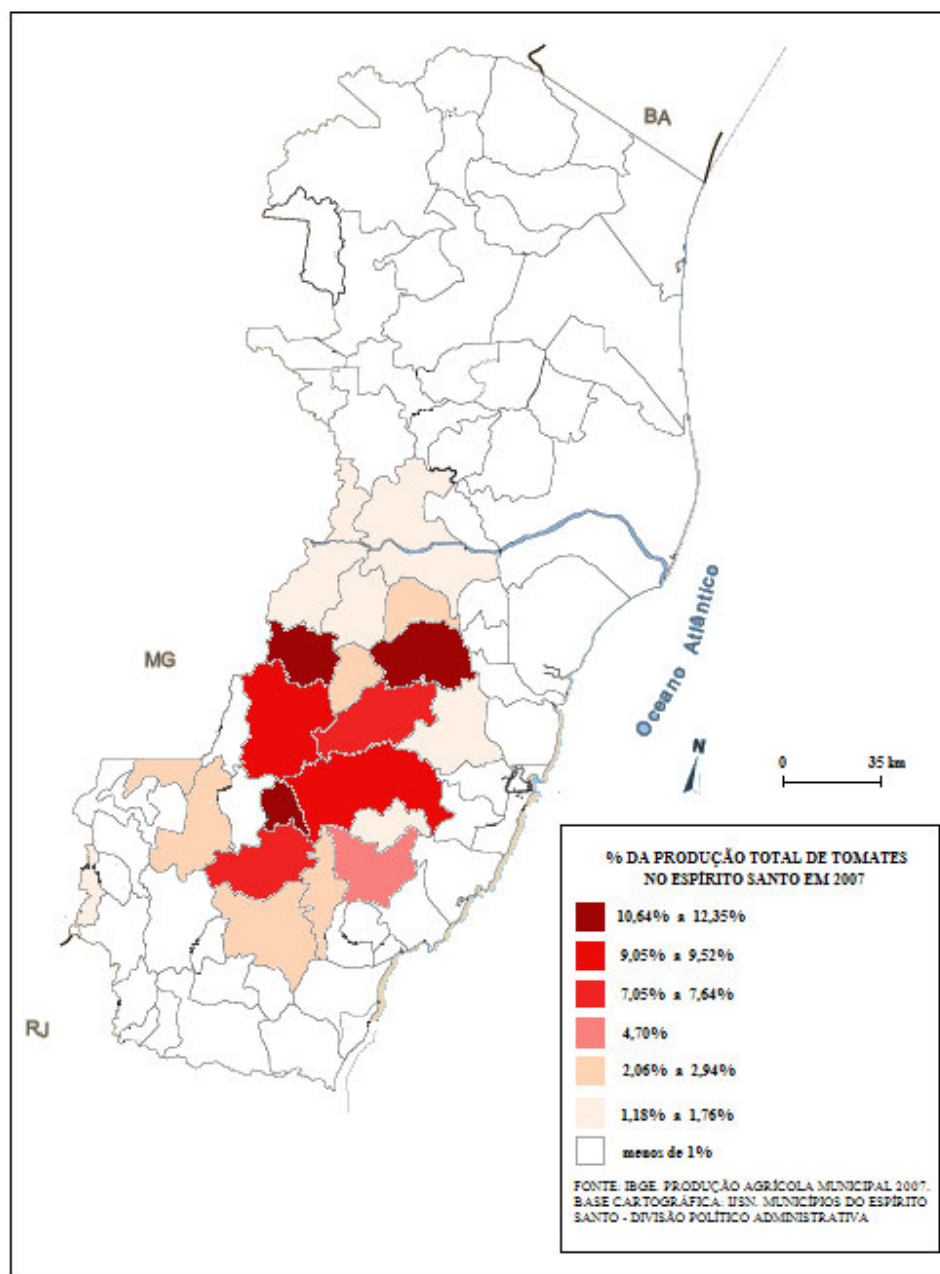 BA
MG
Oceano Atlântico
N
0 35 km
RJ
% DA PRODUÇÃO TOTAL DE TOMATES
NO ESPÍRITO SANTO EM 2007
10,64% a 12,35%
9,05% a 9,52%
7,05% a 7,64%
4,70%
2,06% a 2,94%
1,18% a 1,76%
menos de 1%
FONTE: IBGE. PRODUÇÃO AGRÍCOLA MUNICIPAL 2007.
BASE CARTOGRÁFICA: IJSN. MUNICÍPIOS DO ESPÍRITO
SANTO - DIVISÃO POLÍTICO ADMINISTRATIVA